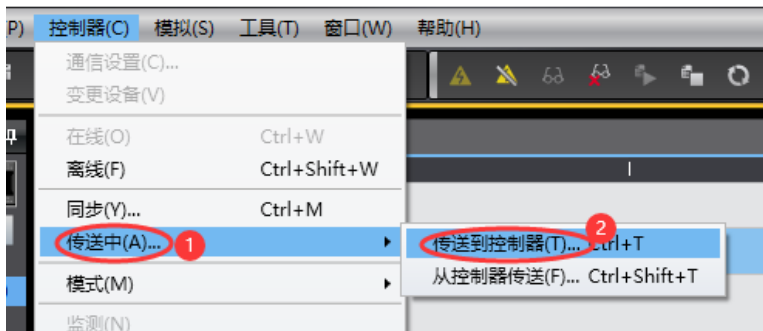 P) 控制器(C) 模拟(S) 工具(T) 窗口(W) 帮助(H)
通信设置(C)...
变更设备(V)
在线(O) Ctrl+W
离线(F) Ctrl+Shift+W
同步(Y)... Ctrl+M
传送中(A)... 1
传送到控制器(T)... Ctrl+T 2
从控制器传送(F)... Ctrl+Shift+T
模式(M)
监测(N)